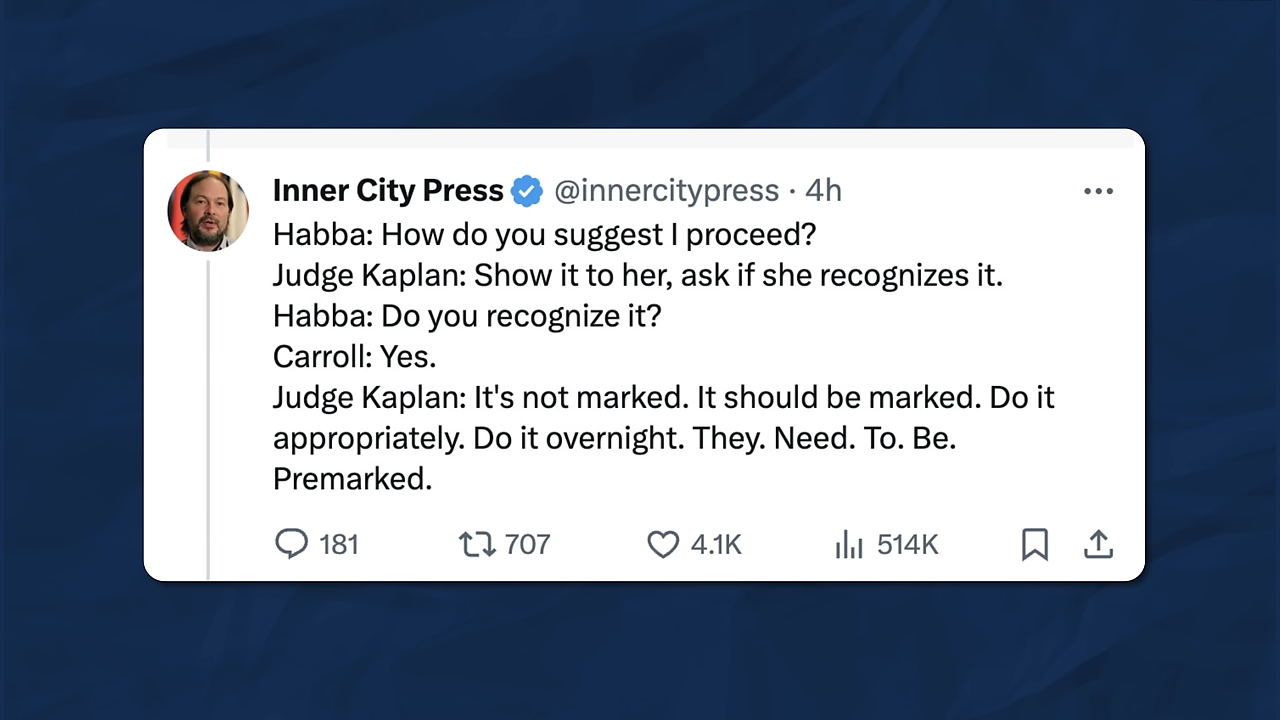 Inner City Press @innercitypress · 4h
Habba: How do you suggest I proceed?
Judge Kaplan: Show it to her, ask if she recognizes it.
Habba: Do you recognize it?
Carroll: Yes.
Judge Kaplan: It's not marked. It should be marked. Do it
appropriately. Do it overnight. They. Need. To. Be.
Premarked.
181 707 4.1K 514K